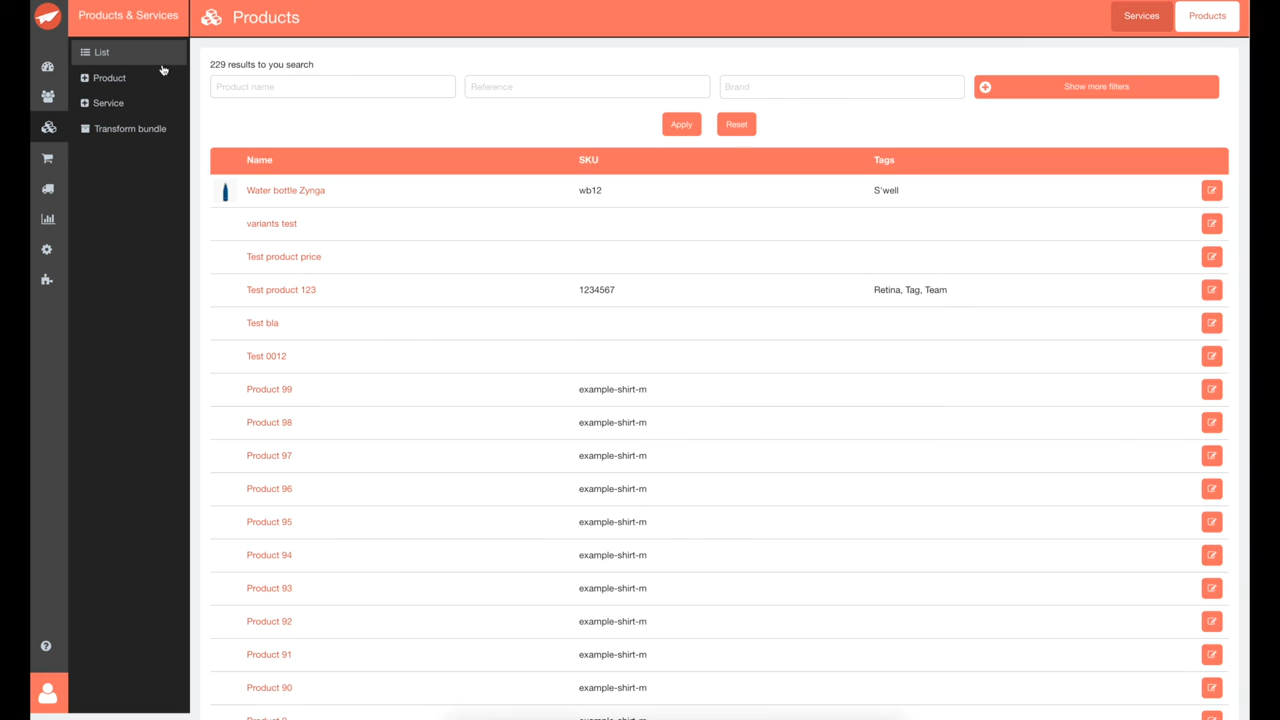 Products & Services
Products
Services
Products
List
Product
Service
Transform bundle
229 results to you search
Product name
Reference
Brand
Show more filters
Apply
Reset
Name SKU Tags
Water bottle Zynga wb12 S'well
variants test
Test product price
Test product 123 1234567 Retina, Tag, Team
Test bla
Test 0012
Product 99 example-shirt-m
Product 98 example-shirt-m
Product 97 example-shirt-m
Product 96 example-shirt-m
Product 95 example-shirt-m
Product 94 example-shirt-m
Product 93 example-shirt-m
Product 92 example-shirt-m
Product 91 example-shirt-m
Product 90 example-shirt-m